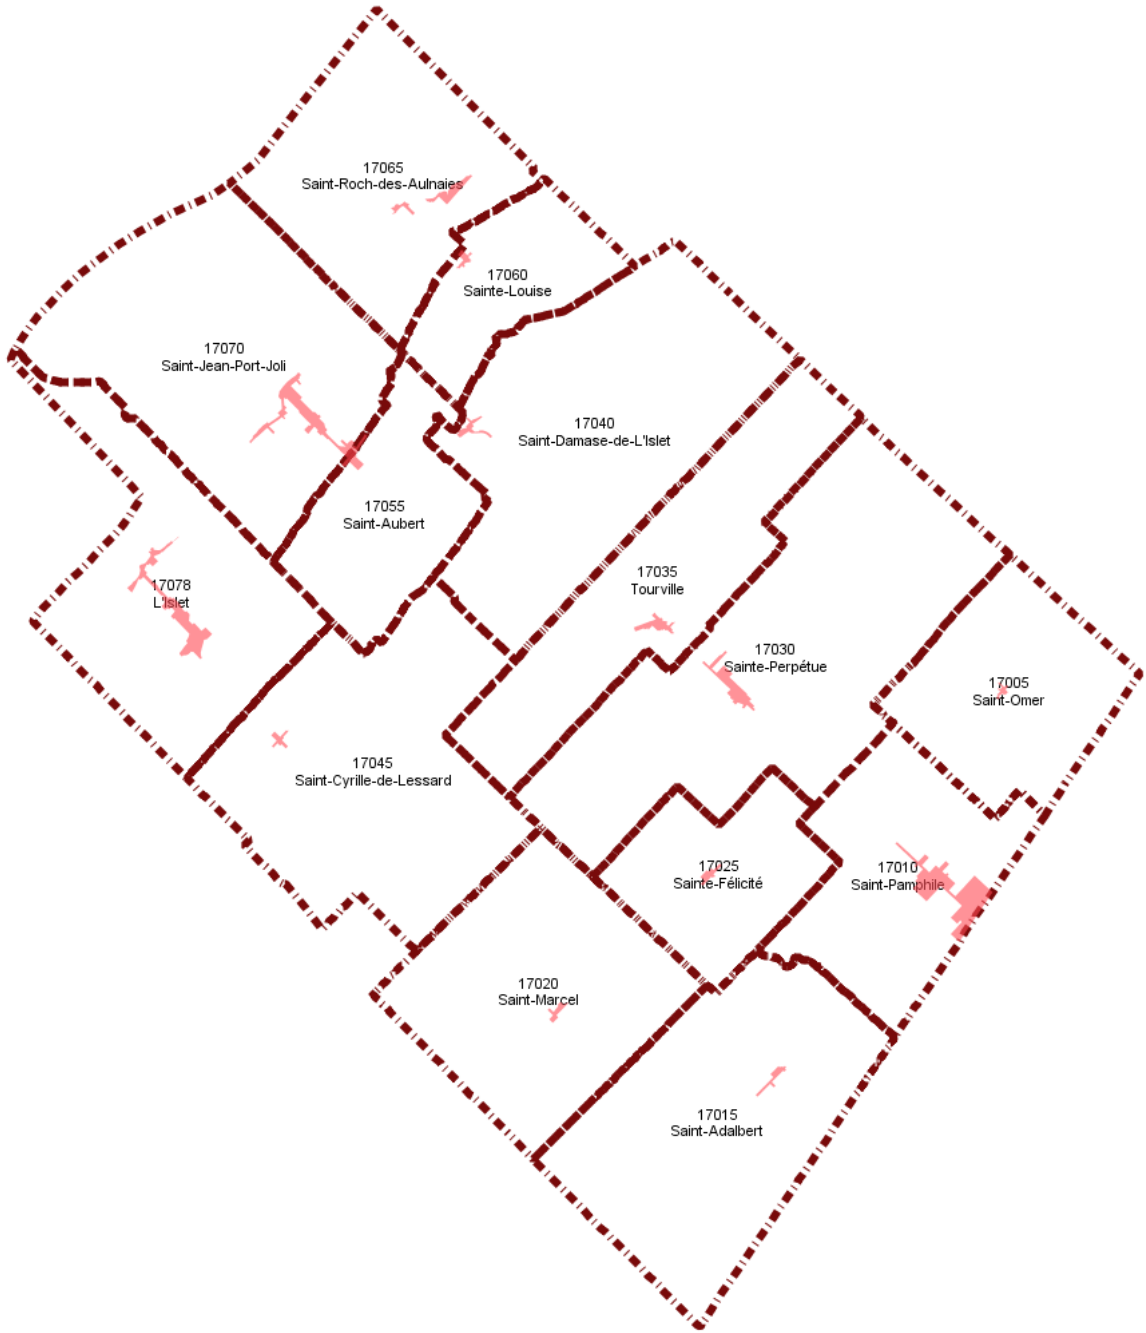 17065
Saint-Roch-des-Aulnaies
17060
Sainte-Louise
17070
Saint-Jean-Port-Joli
17040
Saint-Damase-de-L'Islet
17055
Saint-Aubert
17035
Tourville
17078
L'Islet
17030
Sainte-Perpétue
17005
Saint-Omer
17045
Saint-Cyrille-de-Lessard
17025
Sainte-Félicité
17010
Saint-Pamphile
17020
Saint-Marcel
17015
Saint-Adalbert